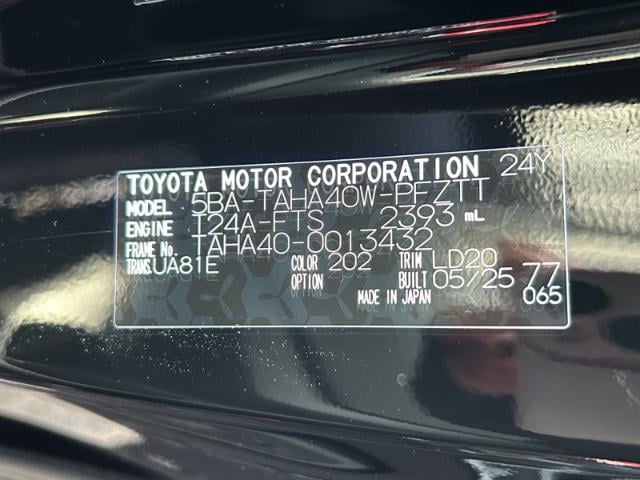 TOYOTA MOTOR CORPORATION 24Y
MODEL 5BA-TAHA40W-PFZTT
ENGINE T24A-FTS 2393 mL
FRAME No. TAHA40-0013432
TRANS. UA81E COLOR 202 TRIM LD20
OPTION BUILT 05/25 77
MADE IN JAPAN 065